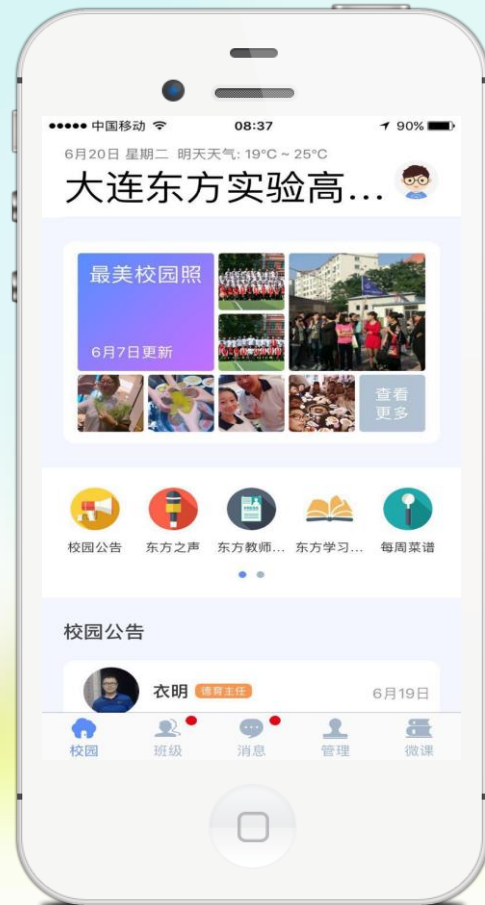 中国移动 08:37 90%
6月20日 星期二 明天天气: 19°C ~ 25°C
大连东方实验高...
最美校园照
6月7日更新
查看
更多
校园公告 东方之声 东方教师... 东方学习... 每周菜谱
校园公告
衣明 德育主任 6月19日
校园 班级 消息 管理 微课